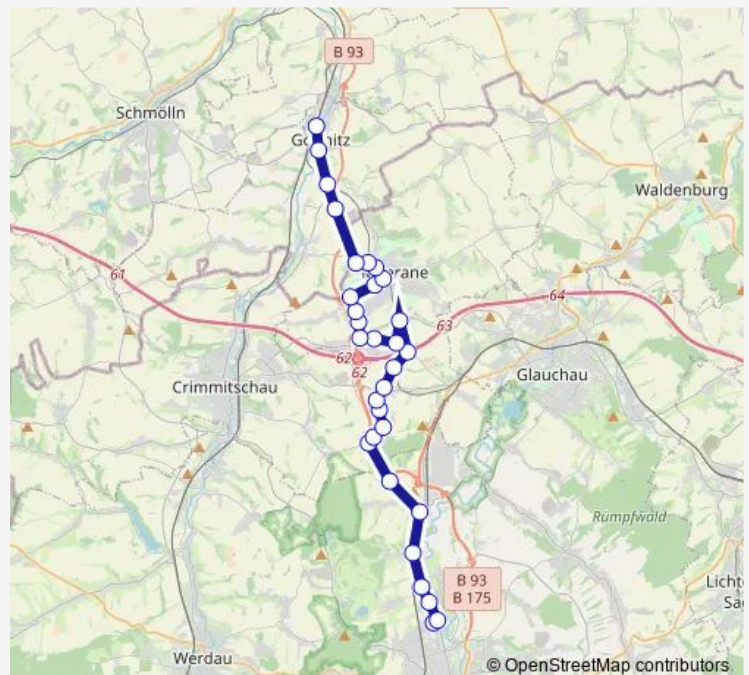 B 93
Schmölln
Waldenburg
61
64
63
62
62
Crimmitschau
Glauchau
Rümpfwald
B 93
B 175
Werdau
© OpenStreetMap contributors